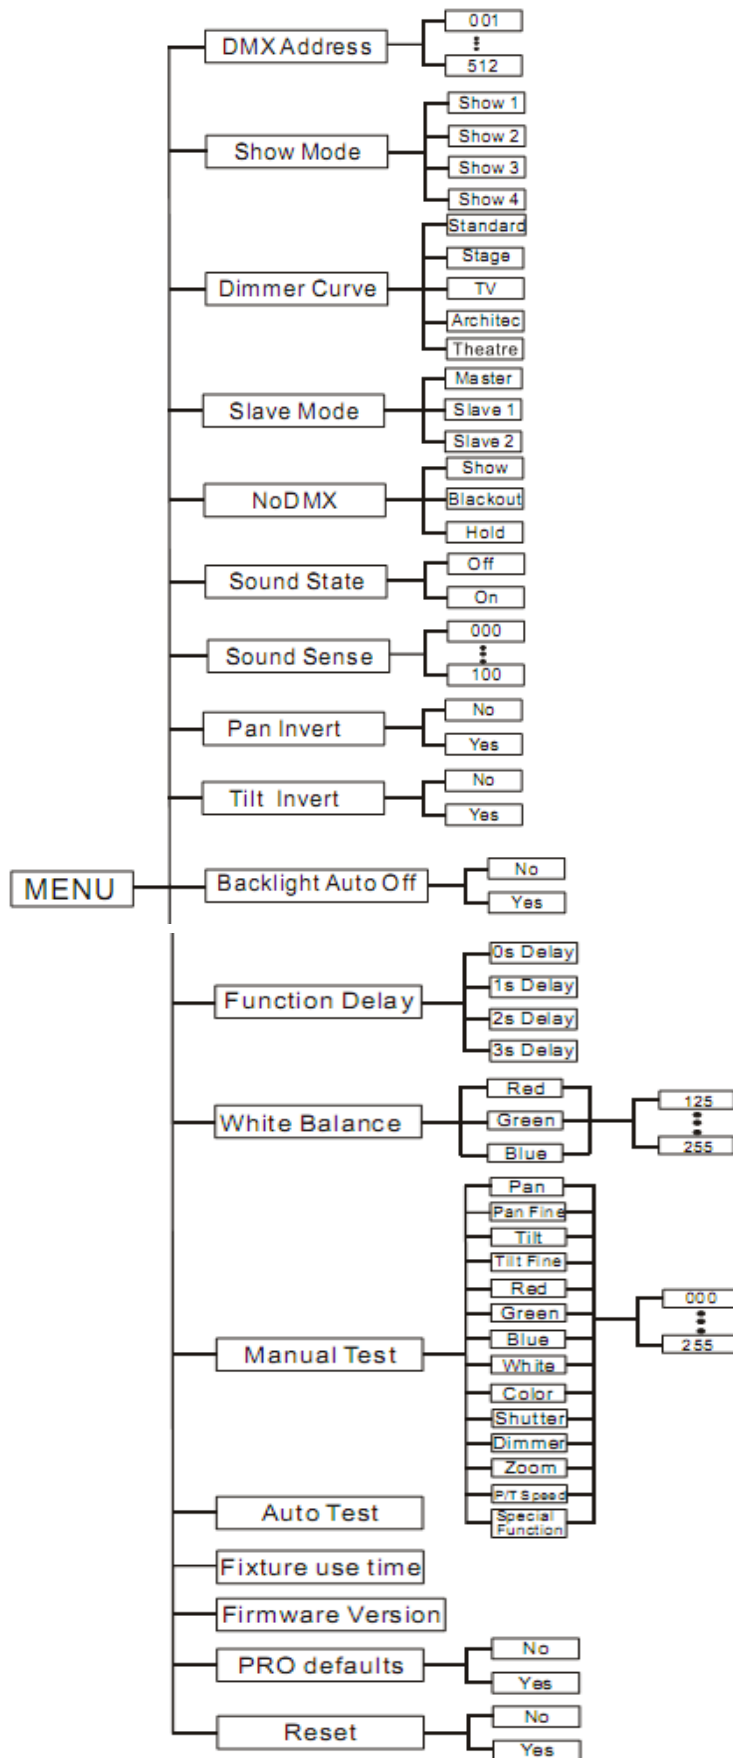 DMX Address
001
512
Show Mode
Show 1
Show 2
Show 3
Show 4
Dimmer Curve
Standard
Stage
TV
Architec
Theatre
Slave Mode
Master
Slave 1
Slave 2
NoDMX
Show
Blackout
Hold
Sound State
Off
On
Sound Sense
000
100
Pan Invert
No
Yes
Tilt Invert
No
Yes
MENU
Backlight Auto Off
No
Yes
Function Delay
0s Delay
1s Delay
2s Delay
3s Delay
White Balance
Red
Green
Blue
125
255
Manual Test
Pan
Pan Fine
Tilt
Tilt Fine
Red
Green
Blue
White
Color
Shutter
Dimmer
Zoom
P/T Speed
Special
Function
000
255
Auto Test
Fixture use time
Firmware Version
PRO defaults
No
Yes
Reset
No
Yes